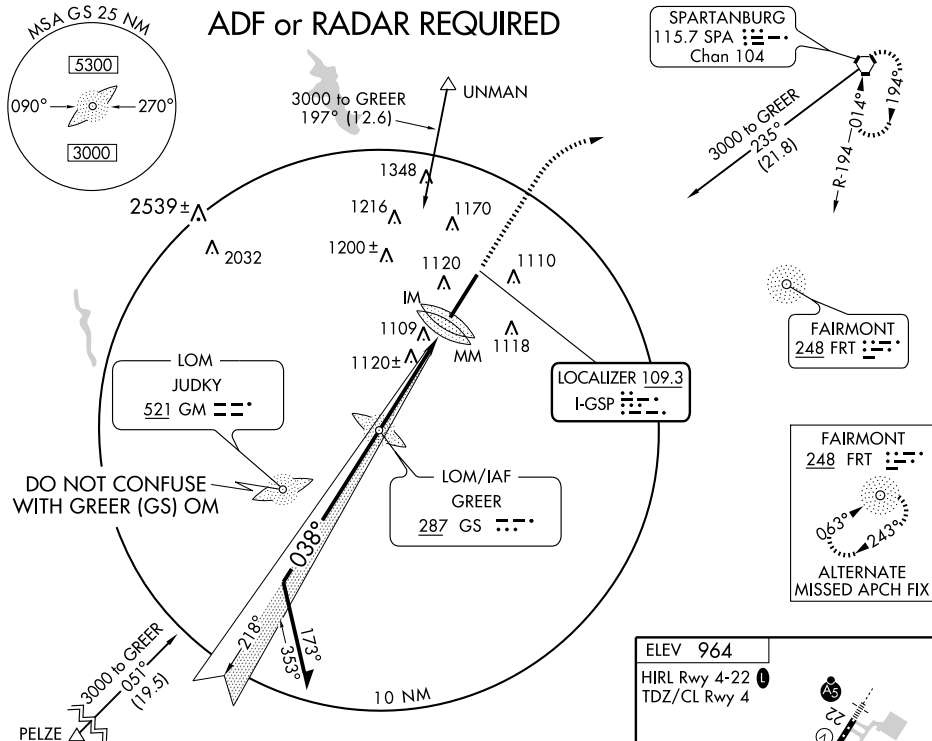 ADF or RADAR REQUIRED
MSA GS 25 NM
5300
090°
270°
3000
SPARTANBURG
115.7 SPA
Chan 104
194°
R-194
014°
3000 to GREER
235°
(21.8)
3000 to GREER
197° (12.6)
UNMAN
1348
2539 ±
1216
1170
2032
1200 ±
1120
1110
IM
1109
1118
MM
1120±
FAIRMONT
248 FRT
LOM
JUDKY
521 GM
LOCALIZER 109.3
I-GSP
DO NOT CONFUSE
WITH GREER (GS) OM
LOM/IAF
GREER
287 GS
FAIRMONT
248 FRT
063°
243°
ALTERNATE
MISSED APCH FIX
038°
218°
353°
173°
3000 to GREER
051°
(19.5)
PELZE
10 NM
ELEV 964
HIRL Rwy 4-22 L
TDZ/CL Rwy 4
A5
22